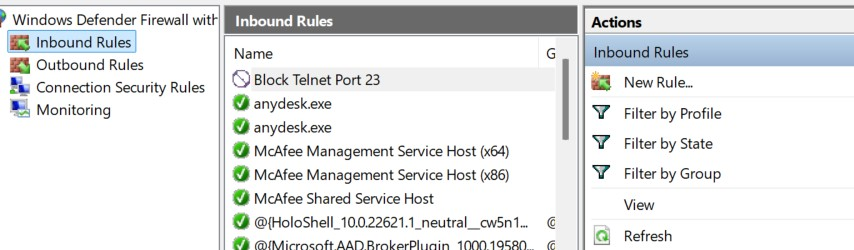 Windows Defender Firewall with
Inbound Rules
Outbound Rules
Connection Security Rules
Monitoring
Inbound Rules
Name
G
Block Telnet Port 23
anydesk.exe
anydesk.exe
McAfee Management Service Host (x64)
McAfee Management Service Host (x86)
McAfee Shared Service Host
@{HoloShell_10.0.22621.1_neutral__cw5n1...
@{Microsoft.AAD.BrokerPlugin_1000.19580...
Actions
Inbound Rules
New Rule...
Filter by Profile
Filter by State
Filter by Group
View
Refresh